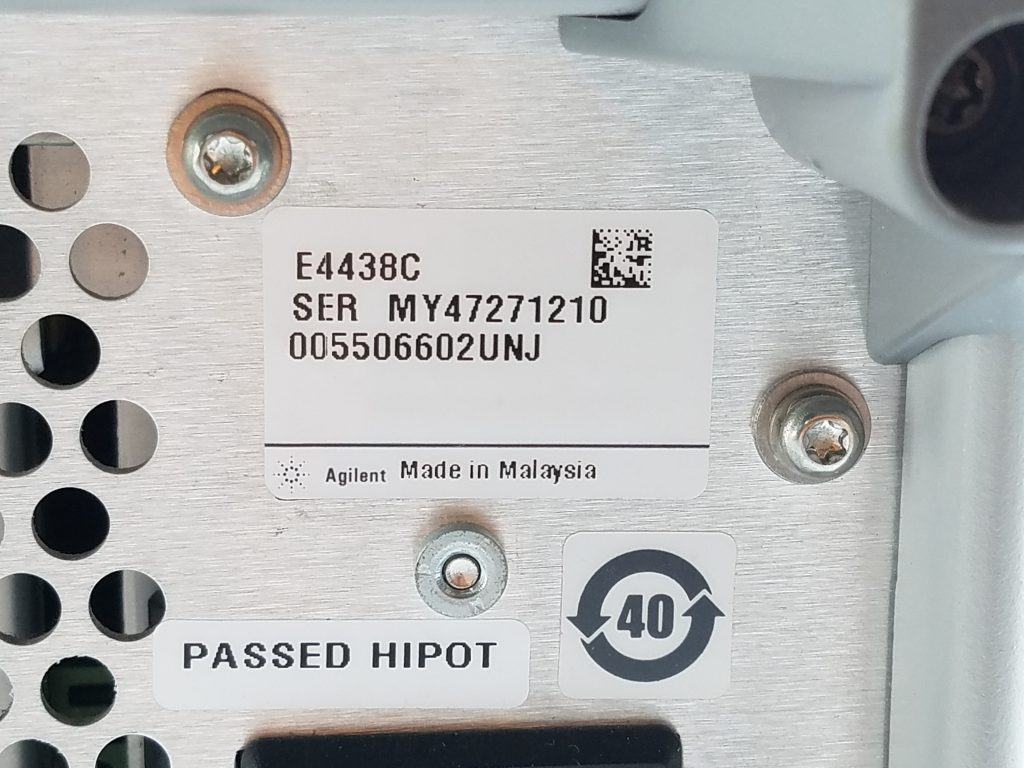 E4438C
SER MY47271210
005506602UNJ
Agilent Made in Malaysia
PASSED HIPOT
40